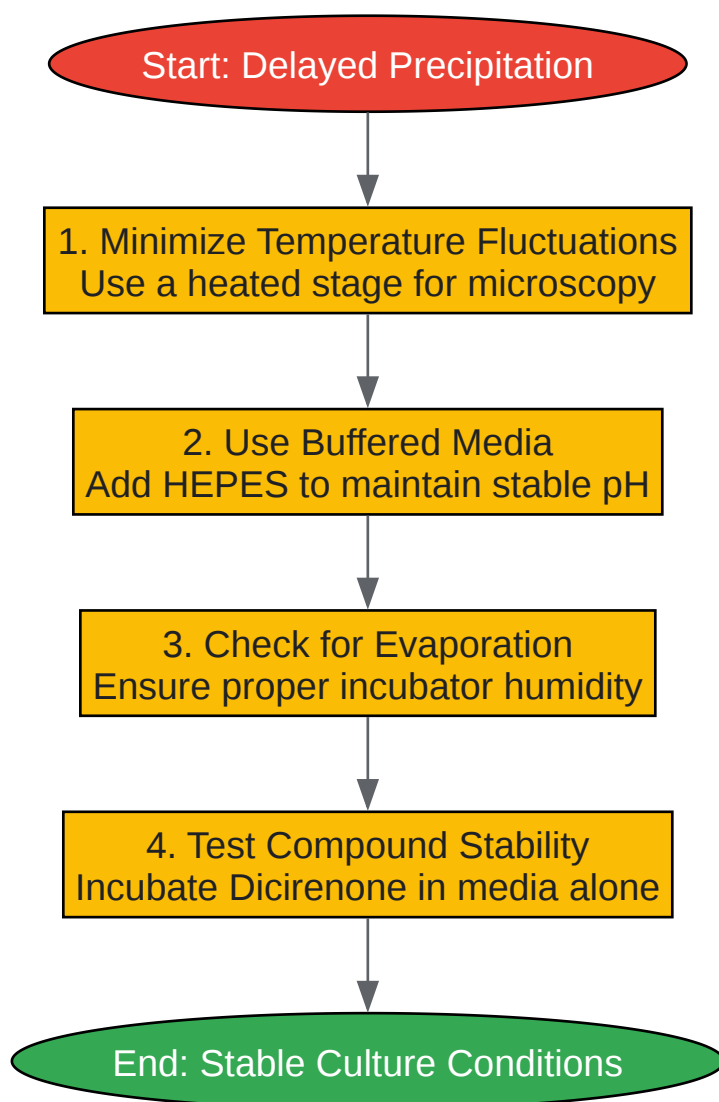 Start: Delayed Precipitation
1. Minimize Temperature Fluctuations
Use a heated stage for microscopy
2. Use Buffered Media
Add HEPES to maintain stable pH
3. Check for Evaporation
Ensure proper incubator humidity
4. Test Compound Stability
Incubate Dicirenone in media alone
End: Stable Culture Conditions